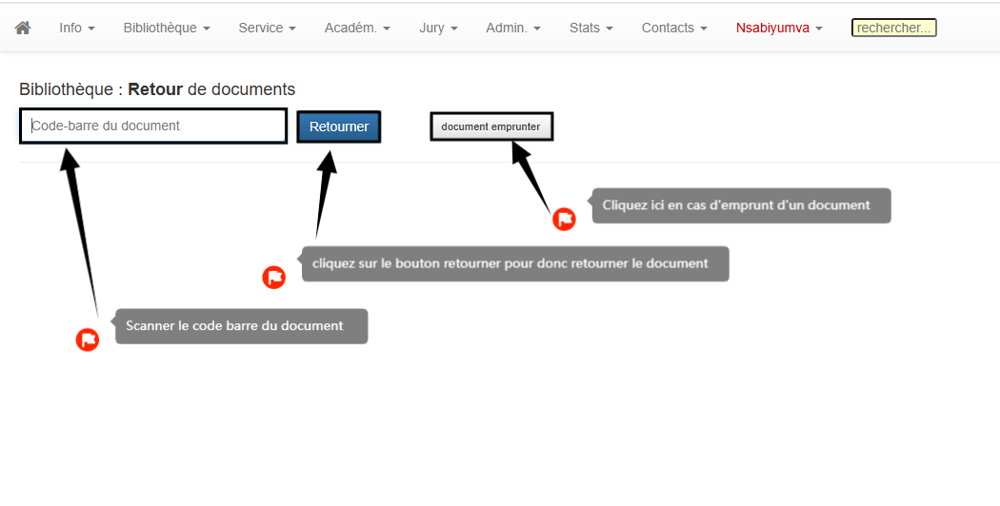 Info Bibliothèque Service Académ. Jury Admin. Stats Contacts Nsabiyumva rechercher...
Bibliothèque : Retour de documents
Code-barre du document Retourner document emprunter
Cliquez ici en cas d'emprunt d'un document
cliquez sur le bouton retourner pour donc retourner le document
Scanner le code barre du document